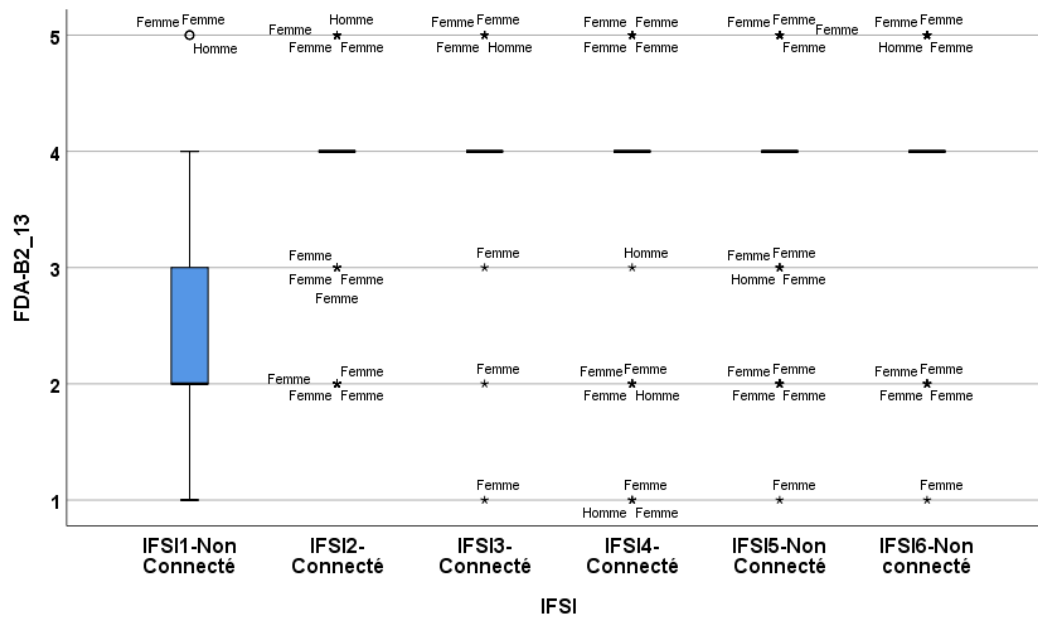 Femme Femme Homme Femme Femme Femme Femme Femme Femme Femme Femme
5 Femme Femme
Homme Femme Femme Femme Homme Femme Femme Femme Homme Femme
4
FDA-B2_13
Femme Femme Homme Femme Femme
3
Femme Femme Homme Femme
Femme
Femme Femme Femme Femme Femme Femme Femme Femme
2 Femme
Femme Femme Femme Homme Femme Femme Femme Femme
Femme Femme Femme Femme
1
Homme Femme
IFSI1-Non IFSI2- IFSI3- IFSI4- IFSI5-Non IFSI6-Non
Connecté Connecté Connecté Connecté Connecté connecté
IFSI